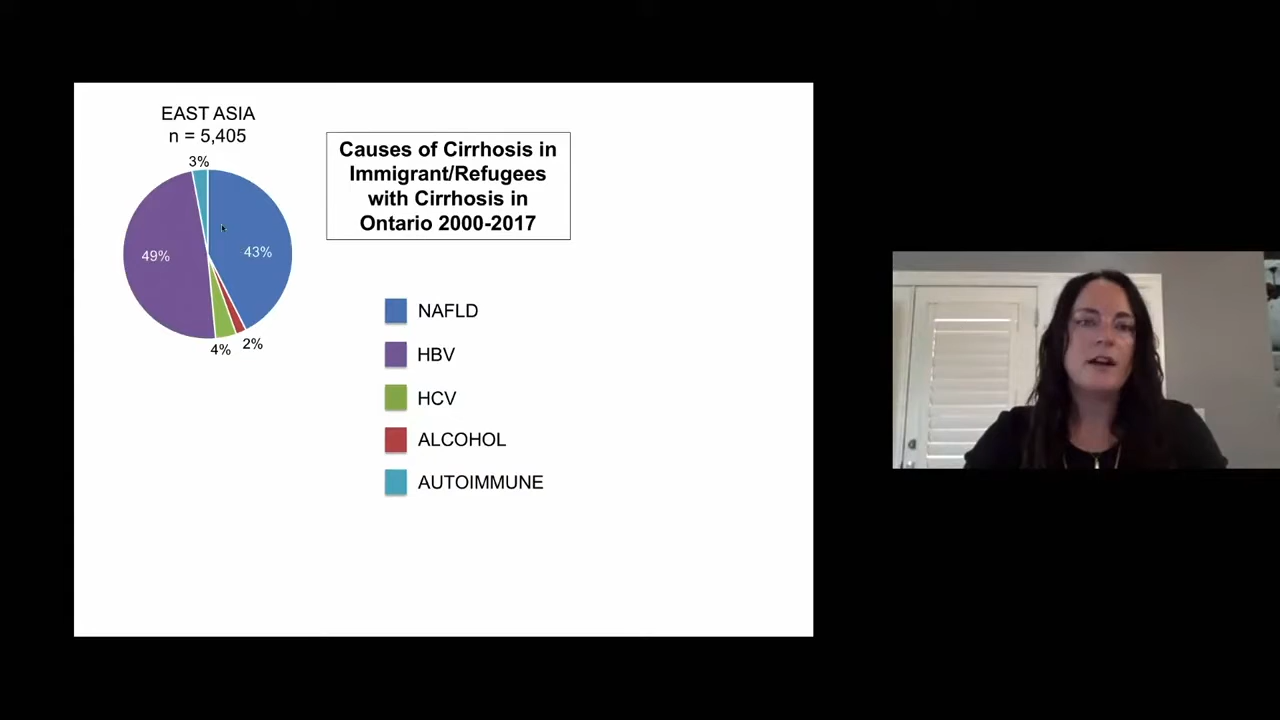 EAST ASIA
n = 5,405
3%
49%
43%
4%
2%
Causes of Cirrhosis in
Immigrant/Refugees
with Cirrhosis in
Ontario 2000-2017
NAFLD
HBV
HCV
ALCOHOL
AUTOIMMUNE